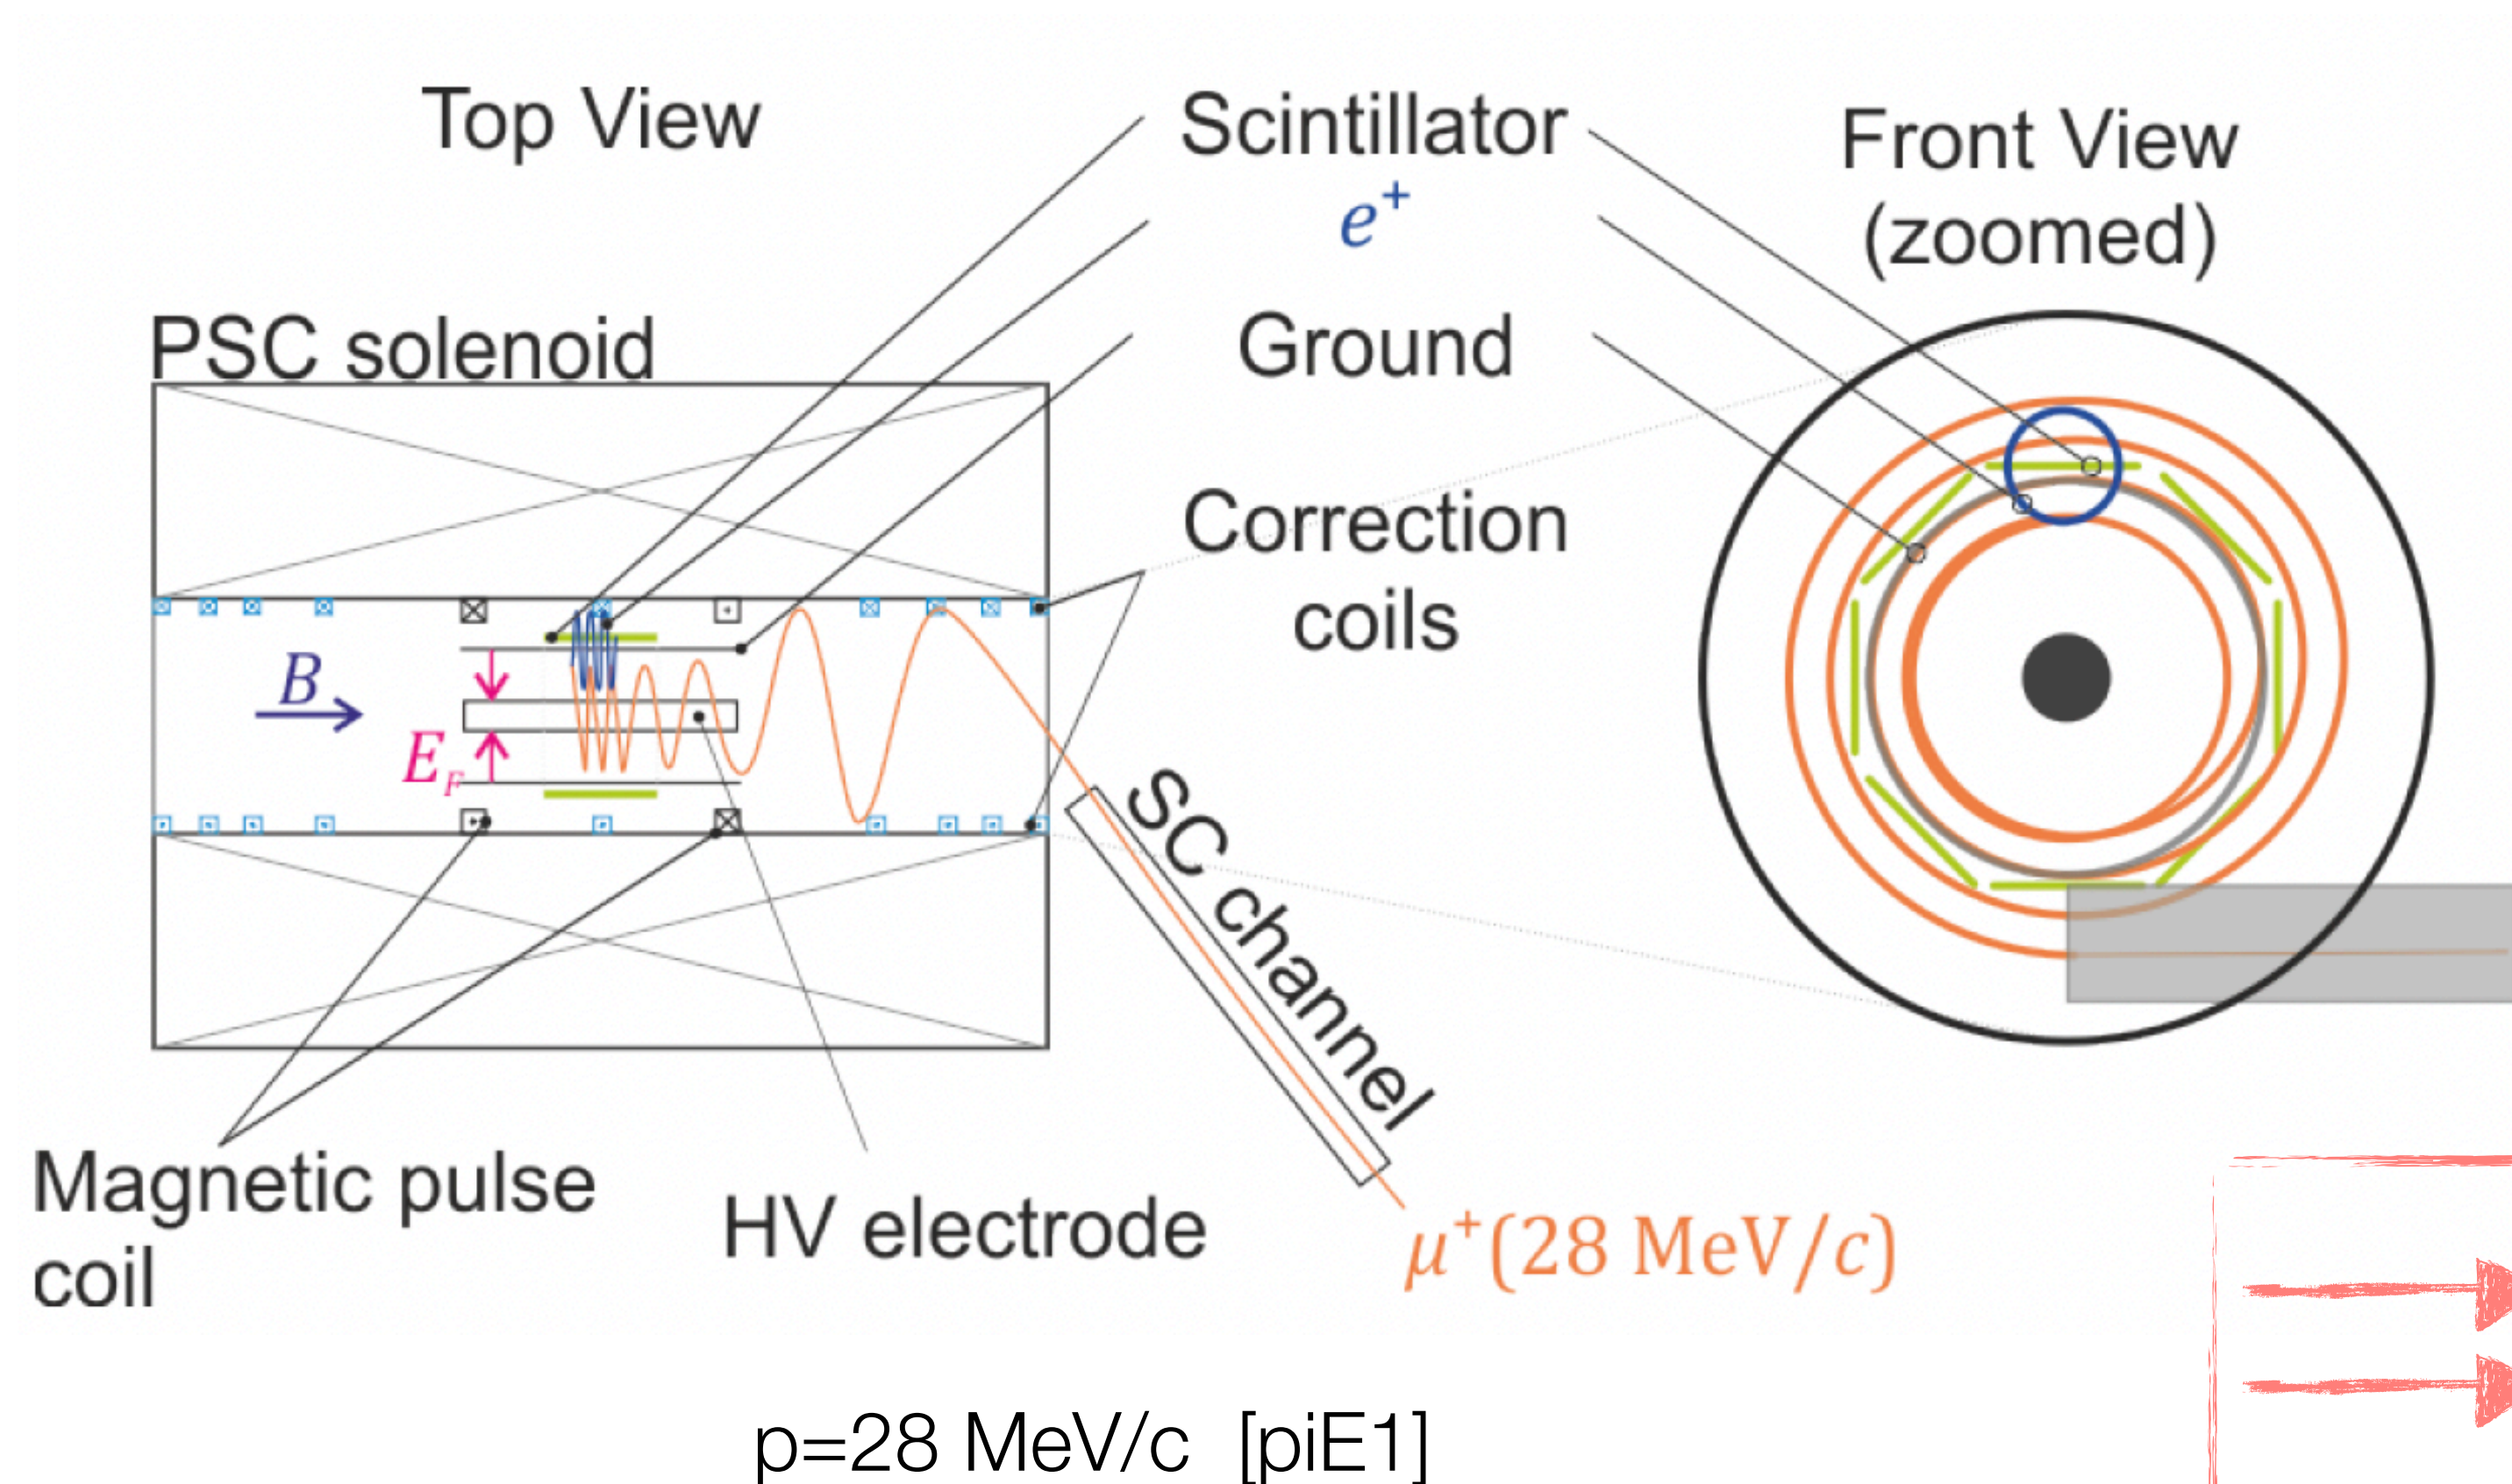 Top View
Scintillator
e⁺
Front View
(zoomed)
Ground
PSC solenoid
Correction
coils
B
E_F
SC channel
Magnetic pulse
coil
HV electrode
μ⁺(28 MeV/c)
p=28 MeV/c [piE1]